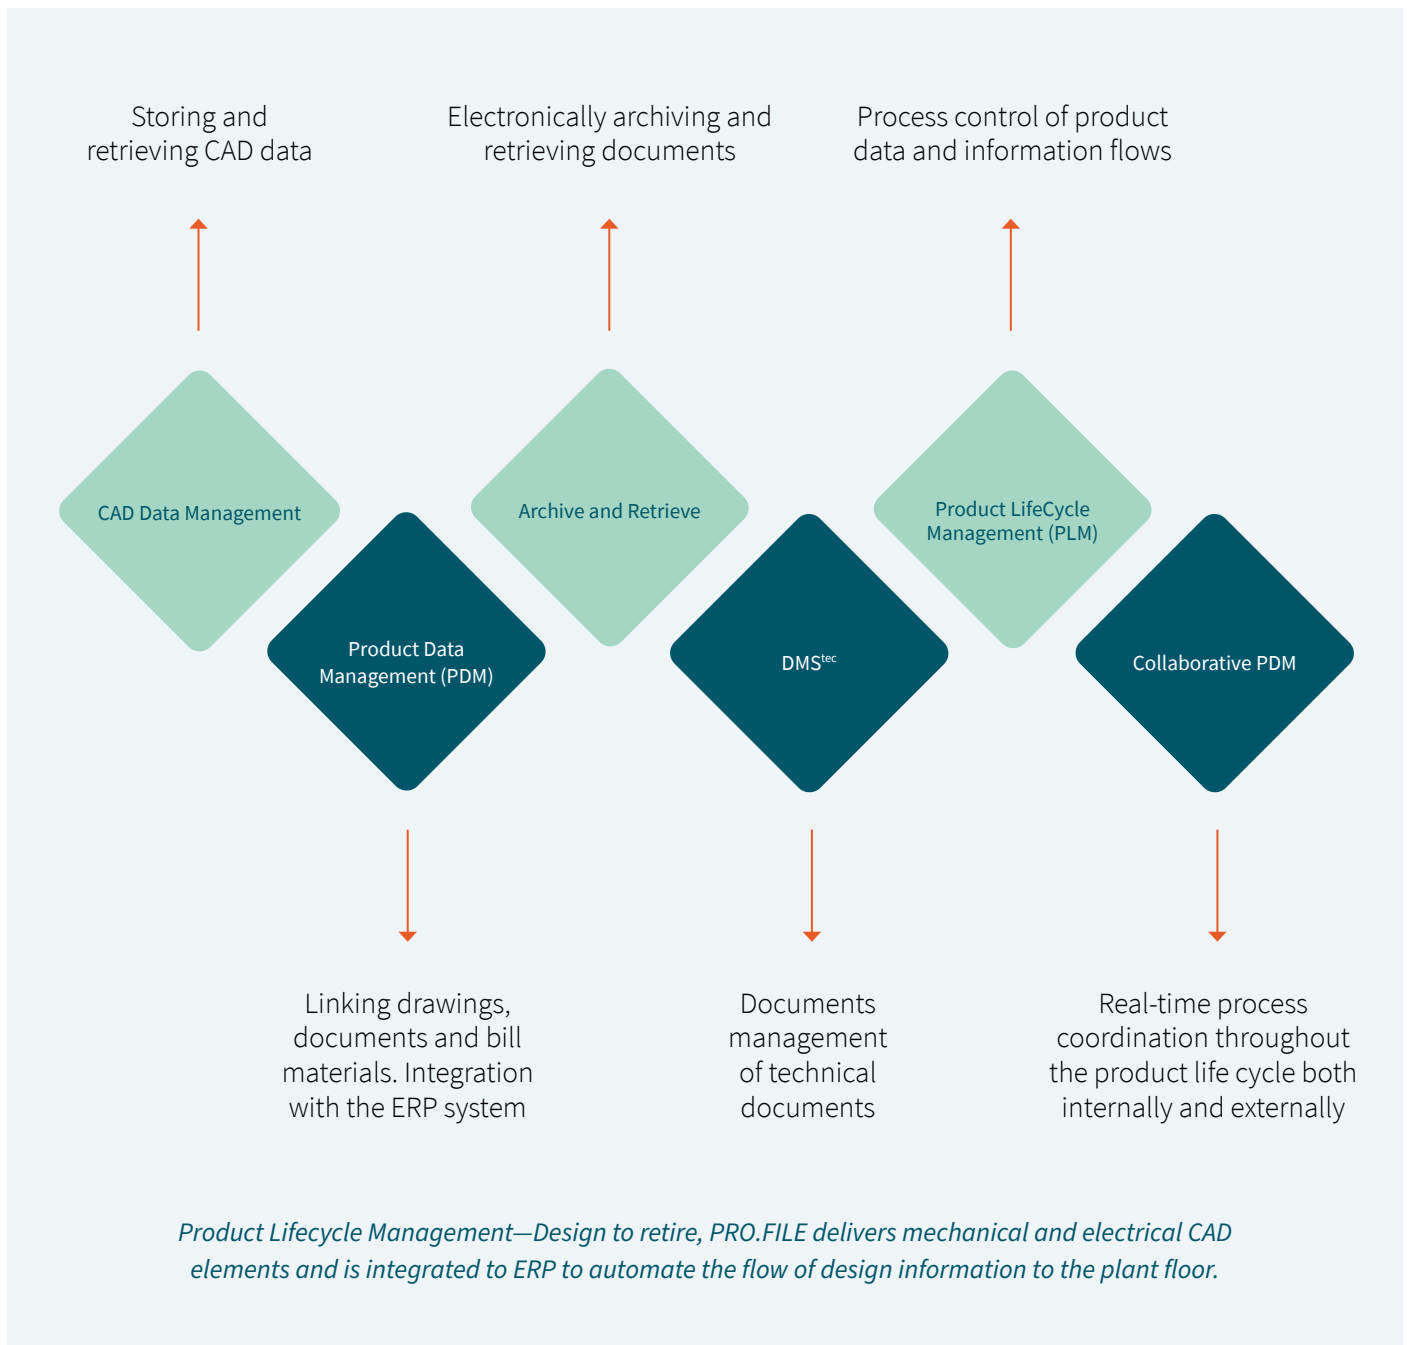 Storing and
retrieving CAD data
Electronically archiving and
retrieving documents
Process control of product
data and information flows
CAD Data Management
Archive and Retrieve
Product LifeCycle
Management (PLM)
Product Data
Management (PDM)
DMStec
Collaborative PDM
Linking drawings,
documents and bill
materials. Integration
with the ERP system
Documents
management
of technical
documents
Real-time process
coordination throughout
the product life cycle both
internally and externally
Product Lifecycle Management—Design to retire, PRO.FILE delivers mechanical and electrical CAD
elements and is integrated to ERP to automate the flow of design information to the plant floor.